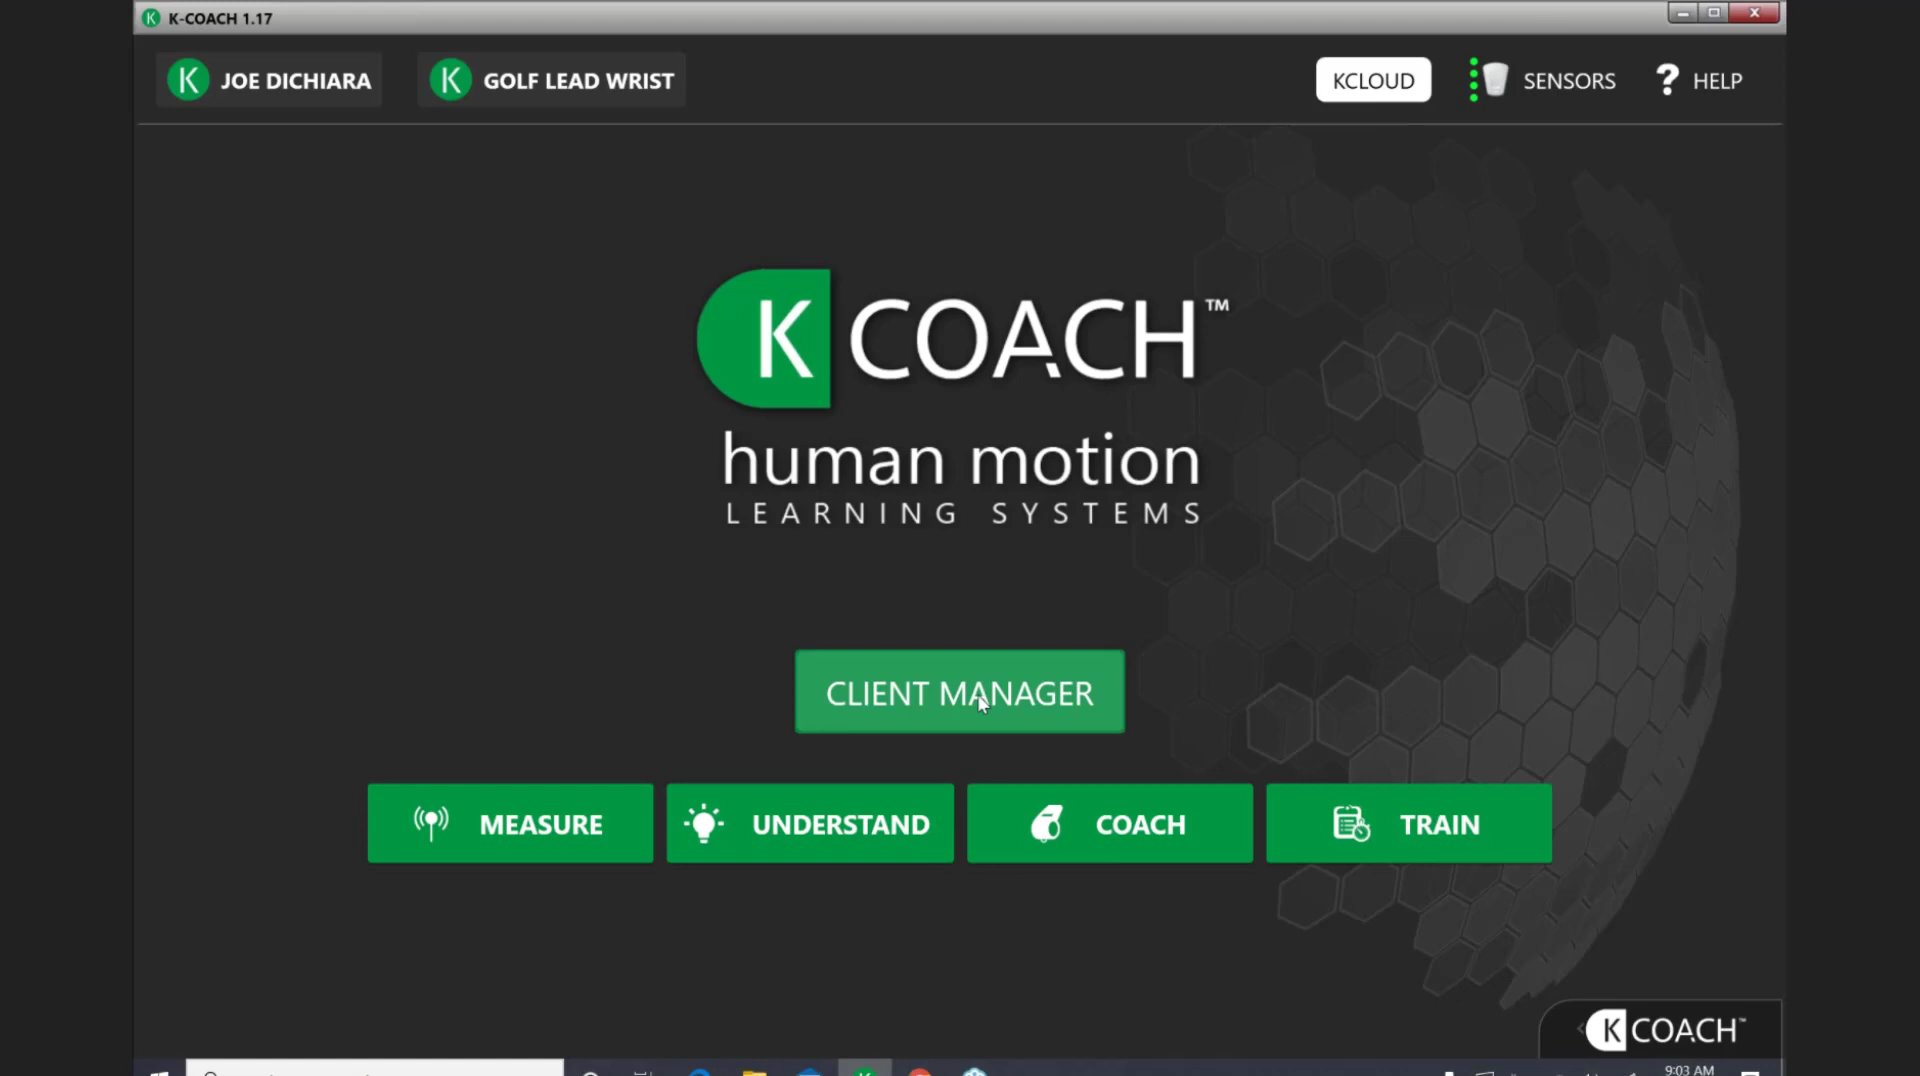 K-COACH 1.17
K JOE DICHIARA
K GOLF LEAD WRIST
KCLOUD
SENSORS
? HELP
K COACH™
human motion
LEARNING SYSTEMS
CLIENT MANAGER
MEASURE
UNDERSTAND
COACH
TRAIN
K COACH™
9:03 AM